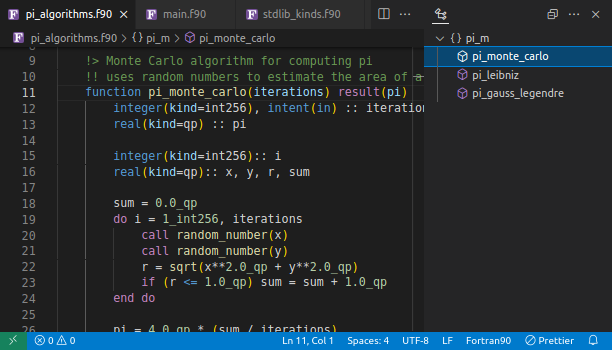 pi_algorithms.f90 main.f90 stdlib_kinds.f90
pi_algorithms.f90 > {} pi_m > pi_monte_carlo
9 !> Monte Carlo algorithm for computing pi
10 !! uses random numbers to estimate the area of a
11 function pi_monte_carlo(iterations) result(pi)
12 integer(kind=int256), intent(in) :: iteration
13 real(kind=qp) :: pi
14
15 integer(kind=int256):: i
16 real(kind=qp):: x, y, r, sum
17
18 sum = 0.0_qp
19 do i = 1_int256, iterations
20 call random_number(x)
21 call random_number(y)
22 r = sqrt(x**2.0_qp + y**2.0_qp)
23 if (r <= 1.0_qp) sum = sum + 1.0_qp
24 end do
25
26 pi = 4.0_qp * (sum / iterations)
{} pi_m
pi_monte_carlo
pi_leibniz
pi_gauss_legendre
0 0 Ln 11, Col 1 Spaces: 4 UTF-8 LF Fortran90 Prettier